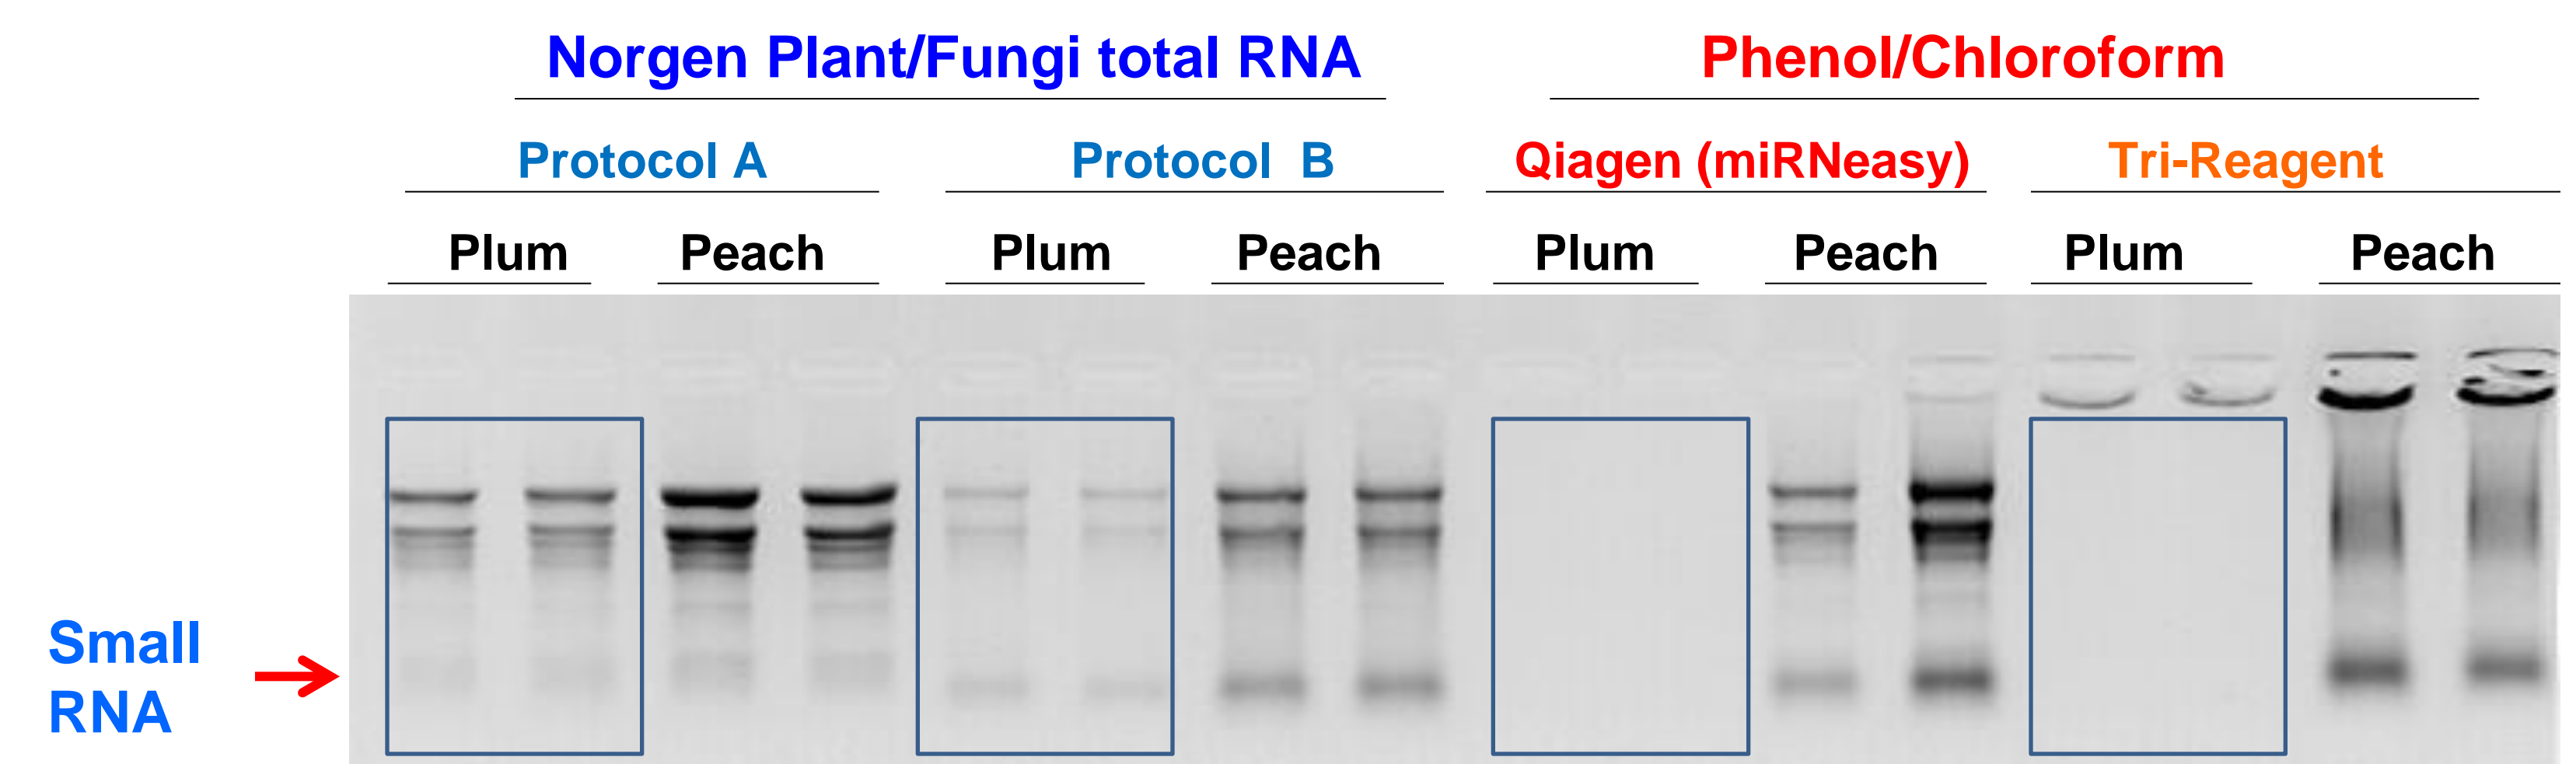 Norgen Plant/Fungi total RNA
Phenol/Chloroform
Protocol A
Protocol B
Qiagen (miRNeasy)
Tri-Reagent
Plum
Peach
Plum
Peach
Plum
Peach
Plum
Peach
Small
RNA